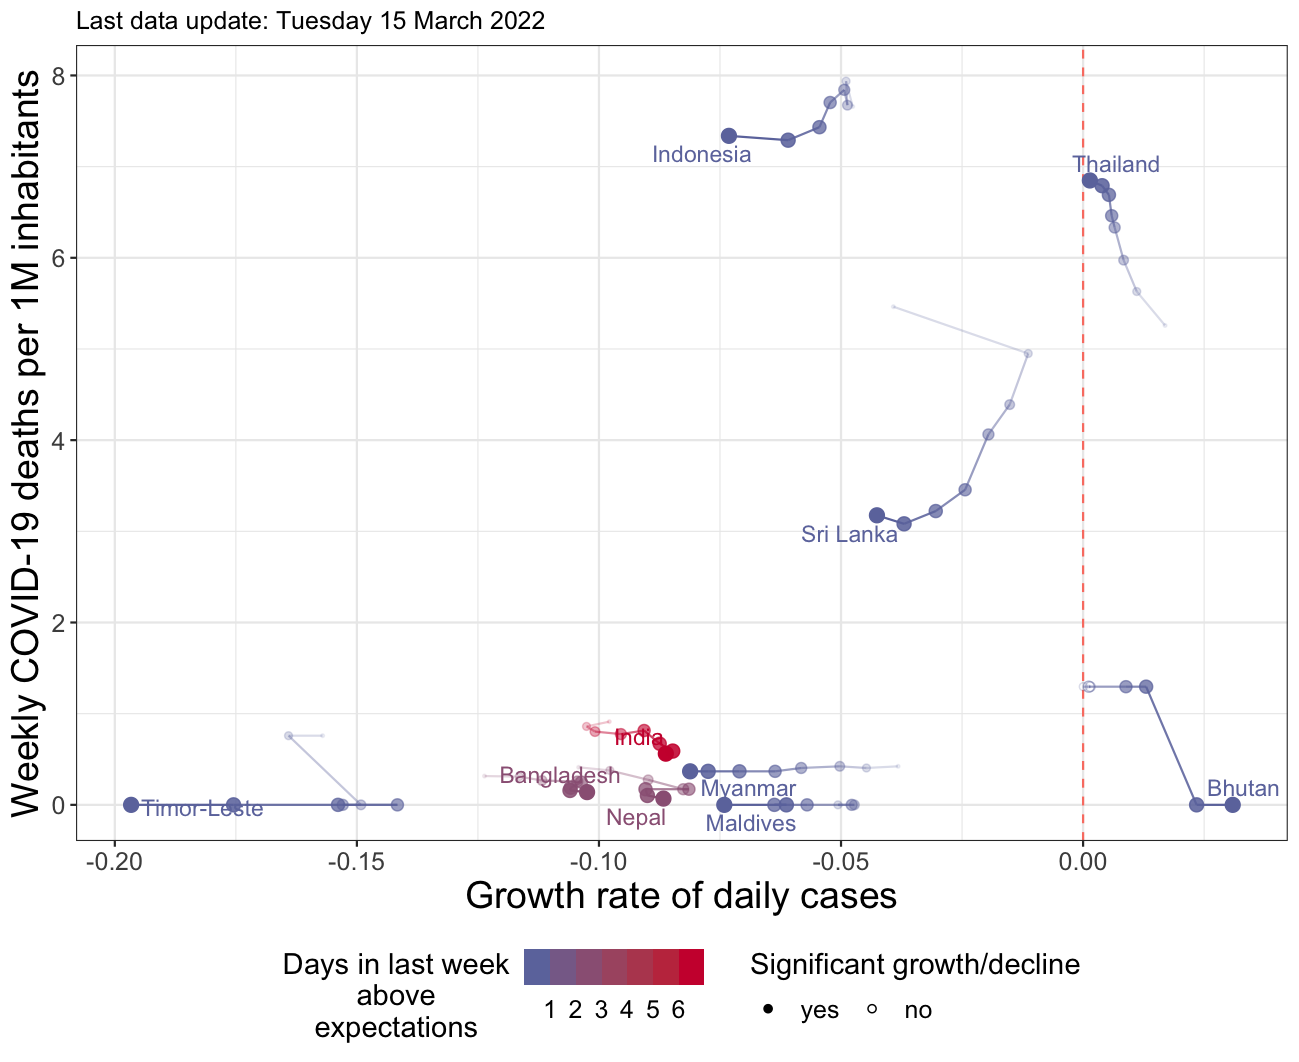 Last data update: Tuesday 15 March 2022
Weekly COVID-19 deaths per 1M inhabitants
8
6
4
2
0
Indonesia
Thailand
Sri Lanka
India
Bangladesh
Myanmar
Bhutan
Timor-Leste
Nepal
Maldives
-0.20
-0.15
-0.10
-0.05
0.00
Growth rate of daily cases
Days in last week
above
expectations
1 2 3 4 5 6
Significant growth/decline
yes no